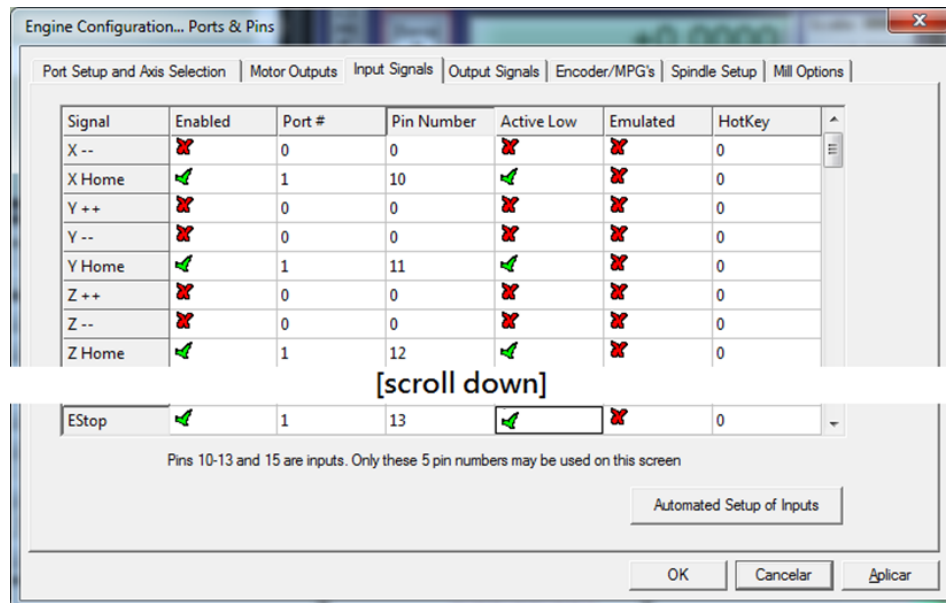 Engine Configuration... Ports & Pins
+0.0000
Port Setup and Axis Selection Motor Outputs Input Signals Output Signals Encoder/MPG's Spindle Setup Mill Options
Signal Enabled Port # Pin Number Active Low Emulated HotKey
X -- 0 0 0
X Home 1 10 0
Y ++ 0 0 0
Y -- 0 0 0
Y Home 1 11 0
Z ++ 0 0 0
Z -- 0 0 0
Z Home 1 12 0
[scroll down]
EStop 1 13 0
Pins 10-13 and 15 are inputs. Only these 5 pin numbers may be used on this screen
Automated Setup of Inputs
OK Cancelar Aplicar